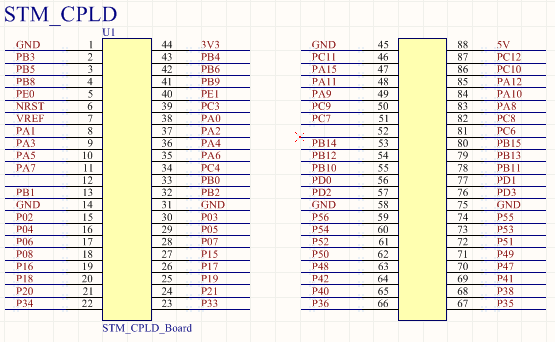 STM_CPLD
U1
GND 1 44 3V3 GND 45 88 5V
PB3 2 43 PB4 PC11 46 87 PC12
PB5 3 42 PB6 PA15 47 86 PC10
PB8 4 41 PB9 PA11 48 85 PA12
PE0 5 40 PE1 PA9 49 84 PA10
NRST 6 39 PC3 PC9 50 83 PA8
VREF 7 38 PA0 PC7 51 82 PC8
PA1 8 37 PA2 52 81 PC6
PA3 9 36 PA4 PB14 53 80 PB15
PA5 10 35 PA6 PB12 54 79 PB13
PA7 11 34 PC4 PB10 55 78 PB11
12 33 PB0 PD0 56 77 PD1
PB1 13 32 PB2 PD2 57 76 PD3
GND 14 31 GND GND 58 75 GND
P02 15 30 P03 P56 59 74 P55
P04 16 29 P05 P54 60 73 P53
P06 17 28 P07 P52 61 72 P51
P08 18 27 P15 P50 62 71 P49
P16 19 26 P17 P48 63 70 P47
P18 20 25 P19 P42 64 69 P41
P20 21 24 P21 P40 65 68 P38
P34 22 23 P33 P36 66 67 P35
STM_CPLD_Board